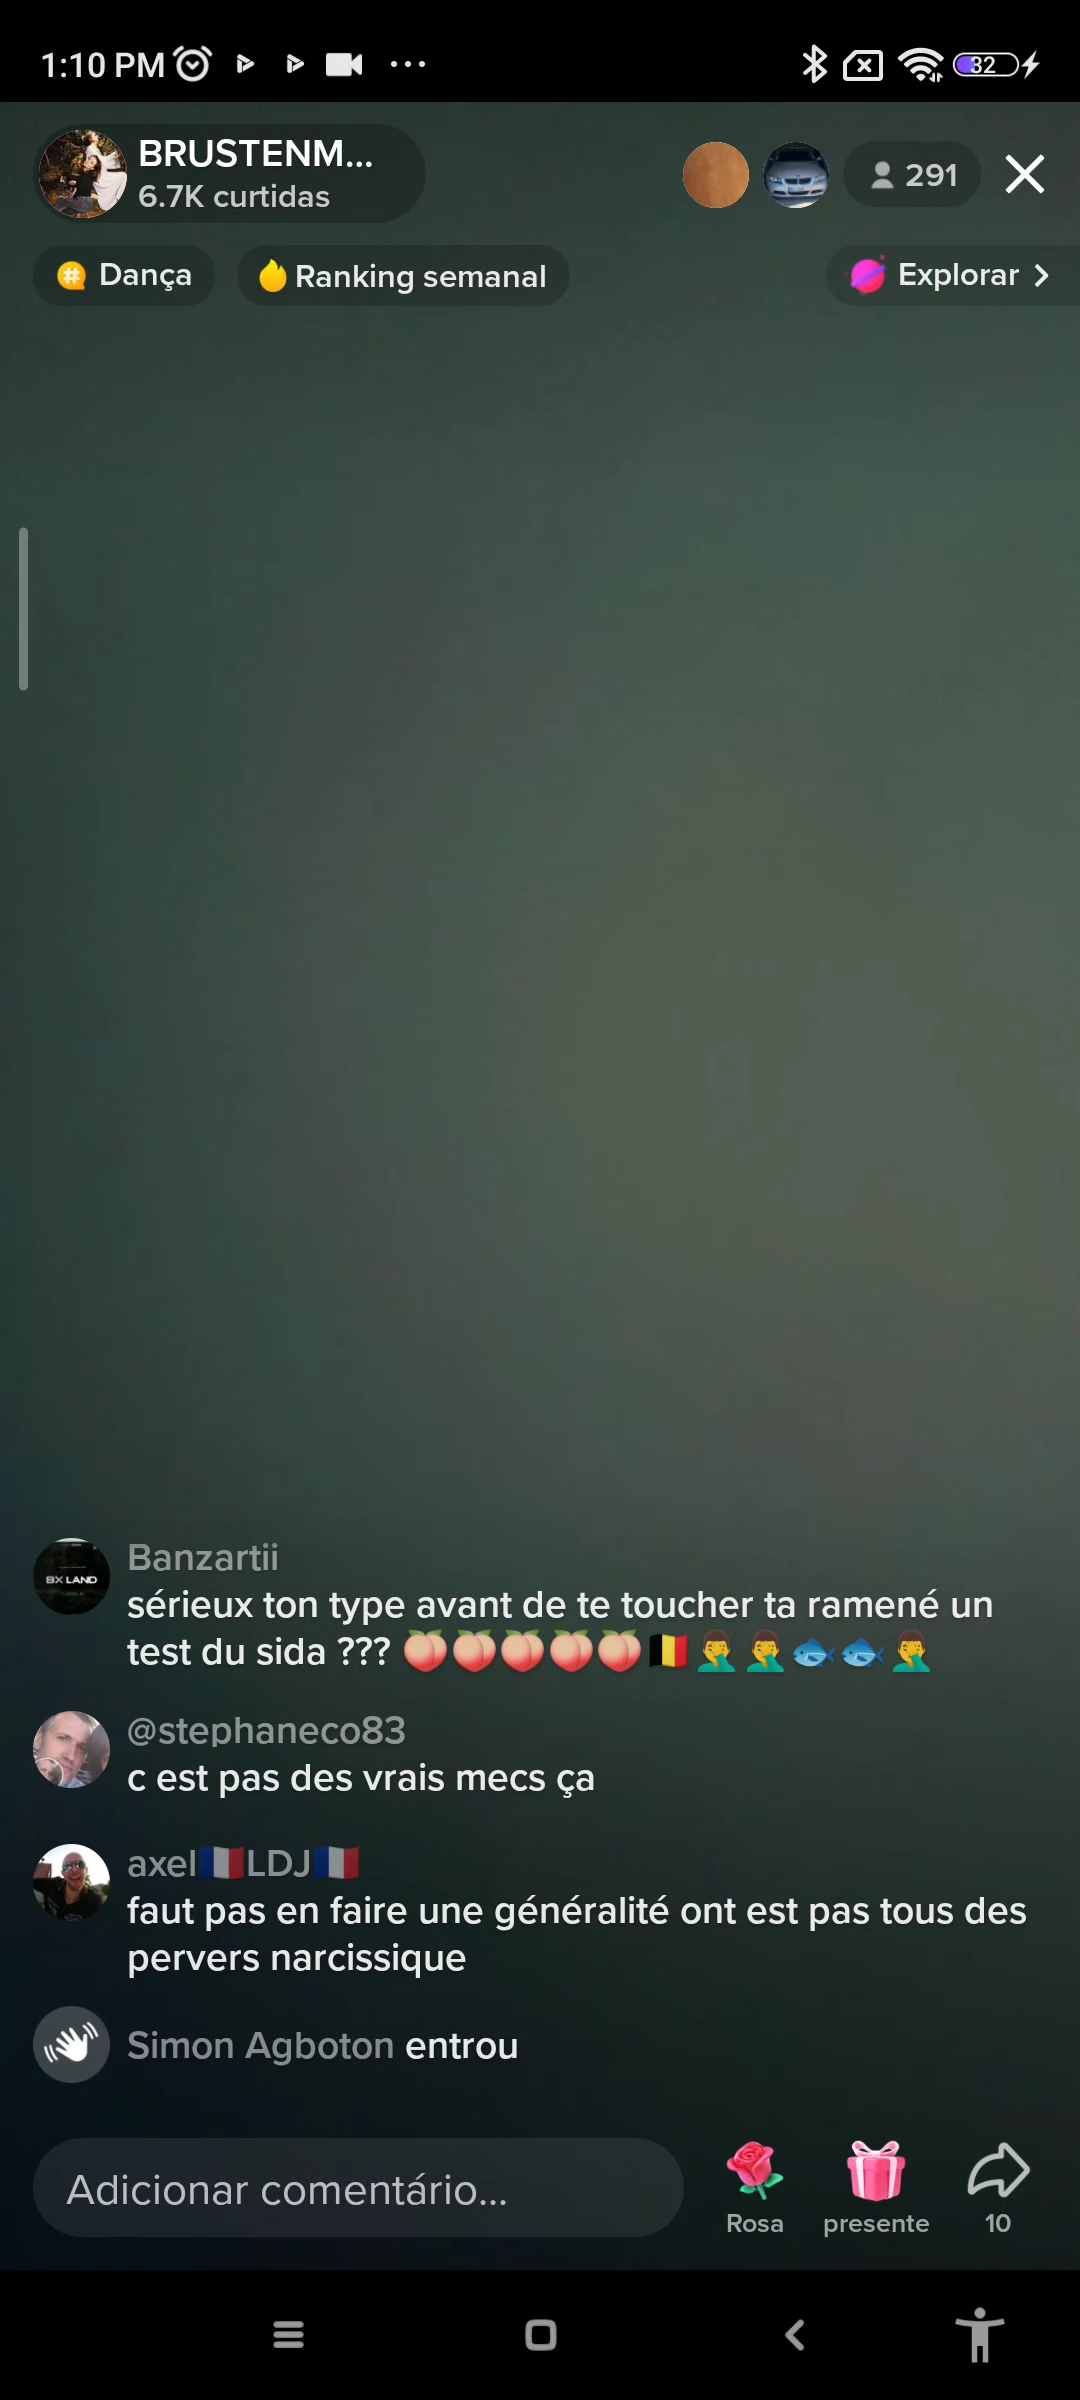 1:10 PM
32
BRUSTENM...
6.7K curtidas
291
Dança
Ranking semanal
Explorar
Banzartii
BX LAND
sérieux ton type avant de te toucher ta ramené un
test du sida ??? 🍑🍑🍑🍑🍑🇧🇪🤦‍♂️🤦‍♂️🐟🐟🤦‍♂️
@stephaneco83
c est pas des vrais mecs ça
axel🇫🇷LDJ🇫🇷
faut pas en faire une généralité ont est pas tous des
pervers narcissique
Simon Agboton entrou
Adicionar comentário...
Rosa
presente
10